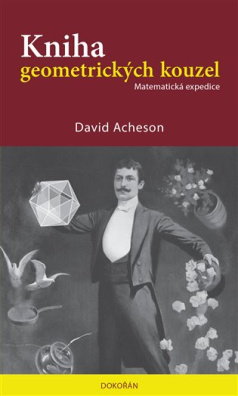 Kniha
geometrických kouzel
Matematická expedice
David Acheson
DOKOŘÁN